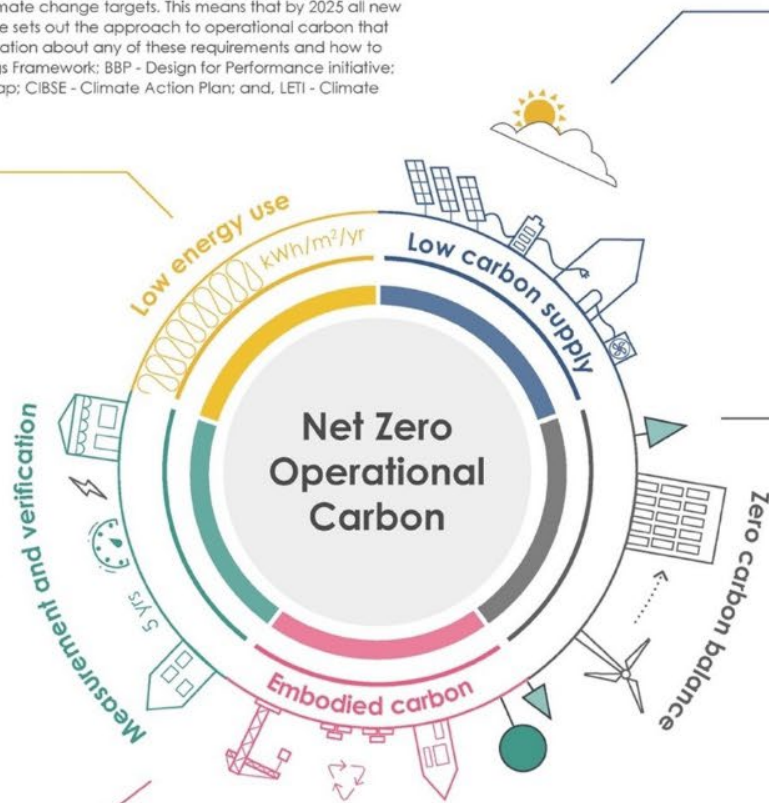 mate change targets. This means that by 2025 all new
e sets out the approach to operational carbon that
ation about any of these requirements and how to
gs Framework; BBP - Design for Performance initiative;
ap; CIBSE - Climate Action Plan; and, LETI - Climate
Low energy use
kWh/m²/yr
Low carbon supply
Net Zero
Operational
Carbon
Measurement and verification
5 yrs
Zero carbon balance
Embodied carbon